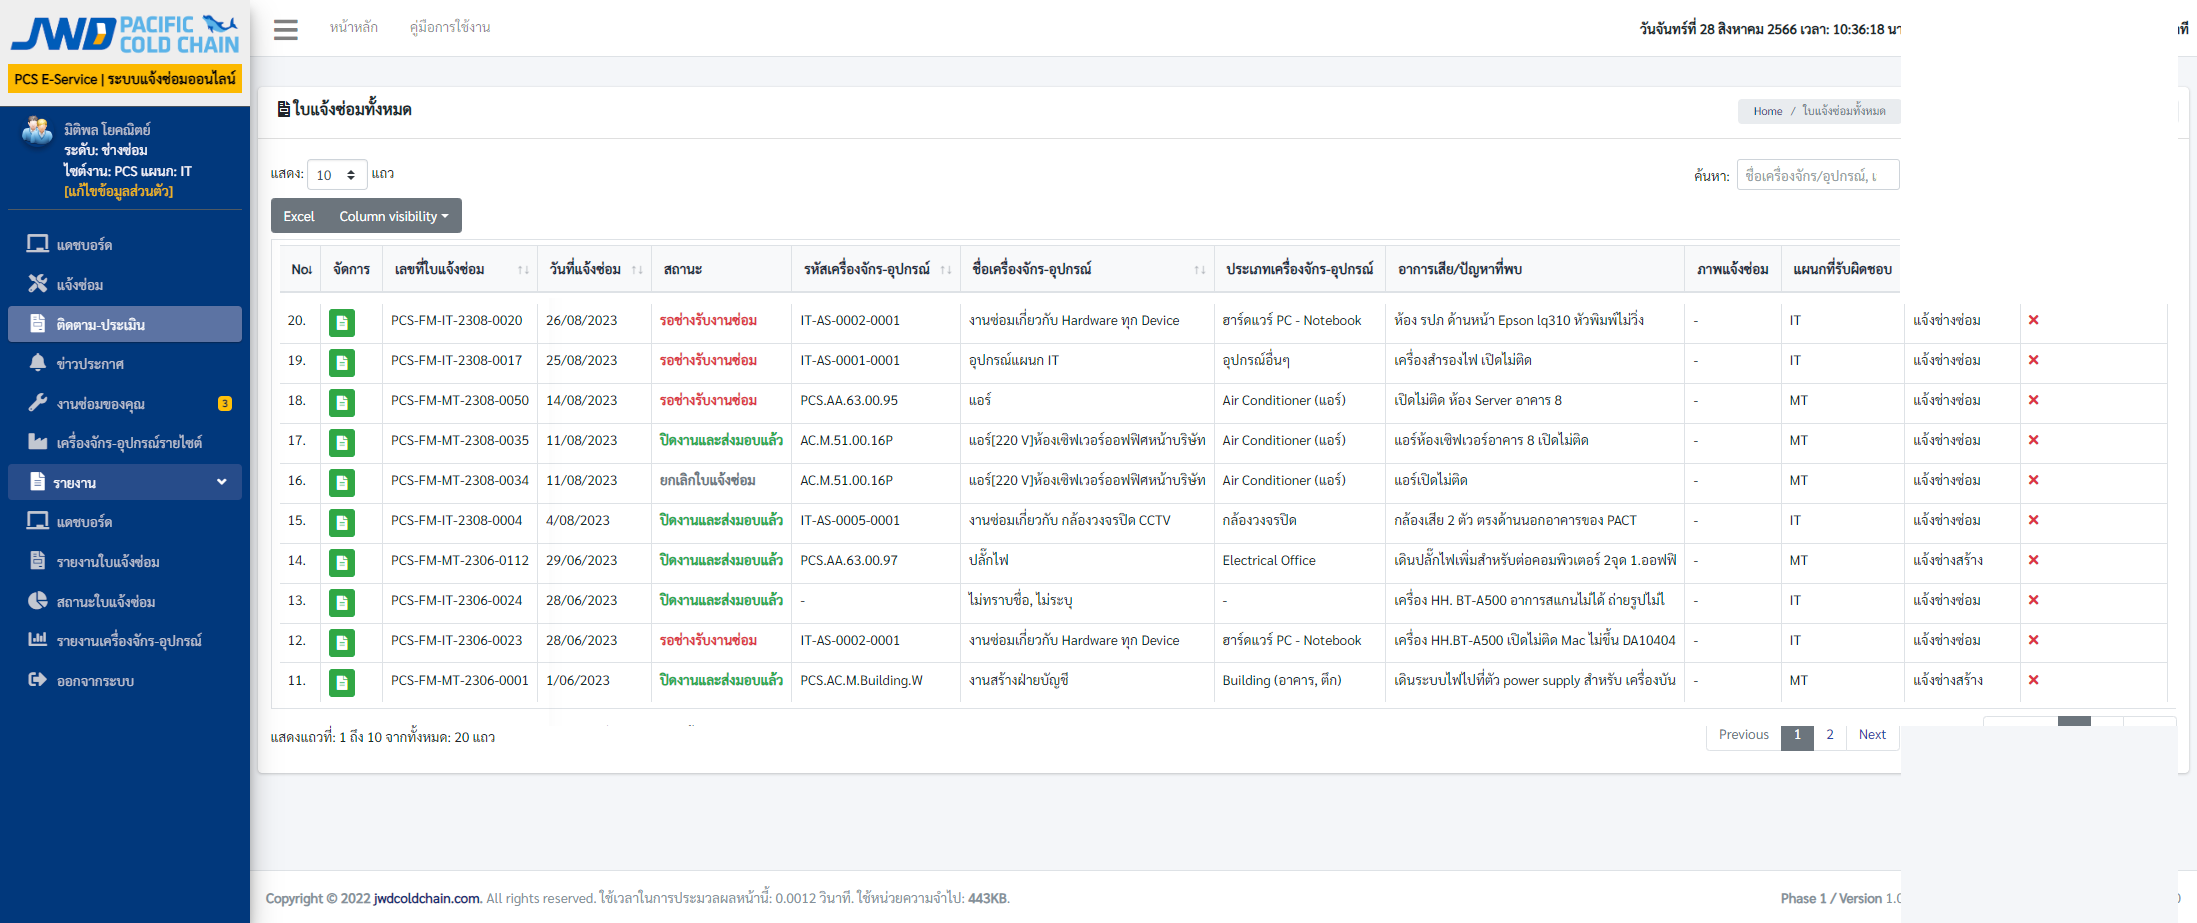 JWD PACIFIC COLD CHAIN
PCS E-Service | ระบบแจ้งซ่อมออนไลน์
มิติพล โยคณิตย์
ระดับ: ช่างซ่อม
ไซต์งาน: PCS แผนก: IT
[แก้ไขข้อมูลส่วนตัว]
แดชบอร์ด
แจ้งซ่อม
ติดตาม-ประเมิน
ข่าวประกาศ
งานซ่อมของคุณ 3
เครื่องจักร-อุปกรณ์รายไซต์
รายงาน
แดชบอร์ด
รายงานใบแจ้งซ่อม
สถานะใบแจ้งซ่อม
รายงานเครื่องจักร-อุปกรณ์
ออกจากระบบ
หน้าหลัก คู่มือการใช้งาน วันจันทร์ที่ 28 สิงหาคม 2566 เวลา: 10:36:18
ใบแจ้งซ่อมทั้งหมด Home / ใบแจ้งซ่อมทั้งหมด
แสดง: 10 แถว ค้นหา: ชื่อเครื่องจักร/อุปกรณ์, เ
Excel Column visibility
No จัดการ เลขที่ใบแจ้งซ่อม วันที่แจ้งซ่อม สถานะ รหัสเครื่องจักร-อุปกรณ์ ชื่อเครื่องจักร-อุปกรณ์ ประเภทเครื่องจักร-อุปกรณ์ อาการเสีย/ปัญหาที่พบ ภาพแจ้งซ่อม แผนกที่รับผิดชอบ
20. PCS-FM-IT-2308-0020 26/08/2023 รอช่างรับงานซ่อม IT-AS-0002-0001 งานซ่อมเกี่ยวกับ Hardware ทุก Device ฮาร์ดแวร์ PC - Notebook ห้อง รปภ ด้านหน้า Epson lq310 หัวพิมพ์ไม่วิ่ง - IT แจ้งช่างซ่อม
19. PCS-FM-IT-2308-0017 25/08/2023 รอช่างรับงานซ่อม IT-AS-0001-0001 อุปกรณ์แผนก IT อุปกรณ์อื่นๆ เครื่องสำรองไฟ เปิดไม่ติด - IT แจ้งช่างซ่อม
18. PCS-FM-MT-2308-0050 14/08/2023 รอช่างรับงานซ่อม PCS.AA.63.00.95 แอร์ Air Conditioner (แอร์) เปิดไม่ติด ห้อง Server อาคาร 8 - MT แจ้งช่างซ่อม
17. PCS-FM-MT-2308-0035 11/08/2023 ปิดงานและส่งมอบแล้ว AC.M.51.00.16P แอร์[220 V]ห้องเซิฟเวอร์ออฟฟิศหน้าบริษัท Air Conditioner (แอร์) แอร์ห้องเซิฟเวอร์อาคาร 8 เปิดไม่ติด - MT แจ้งช่างซ่อม
16. PCS-FM-MT-2308-0034 11/08/2023 ยกเลิกใบแจ้งซ่อม AC.M.51.00.16P แอร์[220 V]ห้องเซิฟเวอร์ออฟฟิศหน้าบริษัท Air Conditioner (แอร์) แอร์เปิดไม่ติด - MT แจ้งช่างซ่อม
15. PCS-FM-IT-2308-0004 4/08/2023 ปิดงานและส่งมอบแล้ว IT-AS-0005-0001 งานซ่อมเกี่ยวกับ กล้องวงจรปิด CCTV กล้องวงจรปิด กล้องเสีย 2 ตัว ตรงด้านนอกอาคารของ PACT - IT แจ้งช่างซ่อม
14. PCS-FM-MT-2306-0112 29/06/2023 ปิดงานและส่งมอบแล้ว PCS.AA.63.00.97 ปลั๊กไฟ Electrical Office เดินปลั๊กไฟเพิ่มสำหรับต่อคอมพิวเตอร์ 2จุด 1.ออฟฟิ - MT แจ้งช่างสร้าง
13. PCS-FM-IT-2306-0024 28/06/2023 ปิดงานและส่งมอบแล้ว - ไม่ทราบชื่อ, ไม่ระบุ - เครื่อง HH. BT-A500 อาการสแกนไม่ได้ ถ่ายรูปไม่ไ - IT แจ้งช่างซ่อม
12. PCS-FM-IT-2306-0023 28/06/2023 รอช่างรับงานซ่อม IT-AS-0002-0001 งานซ่อมเกี่ยวกับ Hardware ทุก Device ฮาร์ดแวร์ PC - Notebook เครื่อง HH.BT-A500 เปิดไม่ติด Mac ไม่ขึ้น DA10404 - IT แจ้งช่างซ่อม
11. PCS-FM-MT-2306-0001 1/06/2023 ปิดงานและส่งมอบแล้ว PCS.AC.M.Building.W งานสร้างฝ่ายบัญชี Building (อาคาร, ตึก) เดินระบบไฟไปที่ตัว power supply สำหรับ เครื่องบัน - MT แจ้งช่างสร้าง
แสดงแถวที่: 1 ถึง 10 จากทั้งหมด: 20 แถว Previous 1 2 Next
Copyright © 2022 jwdcoldchain.com. All rights reserved. ใช้เวลาในการประมวลผลหน้านี้: 0.0012 วินาที. ใช้หน่วยความจำไป: 443KB. Phase 1 / Version 1.0